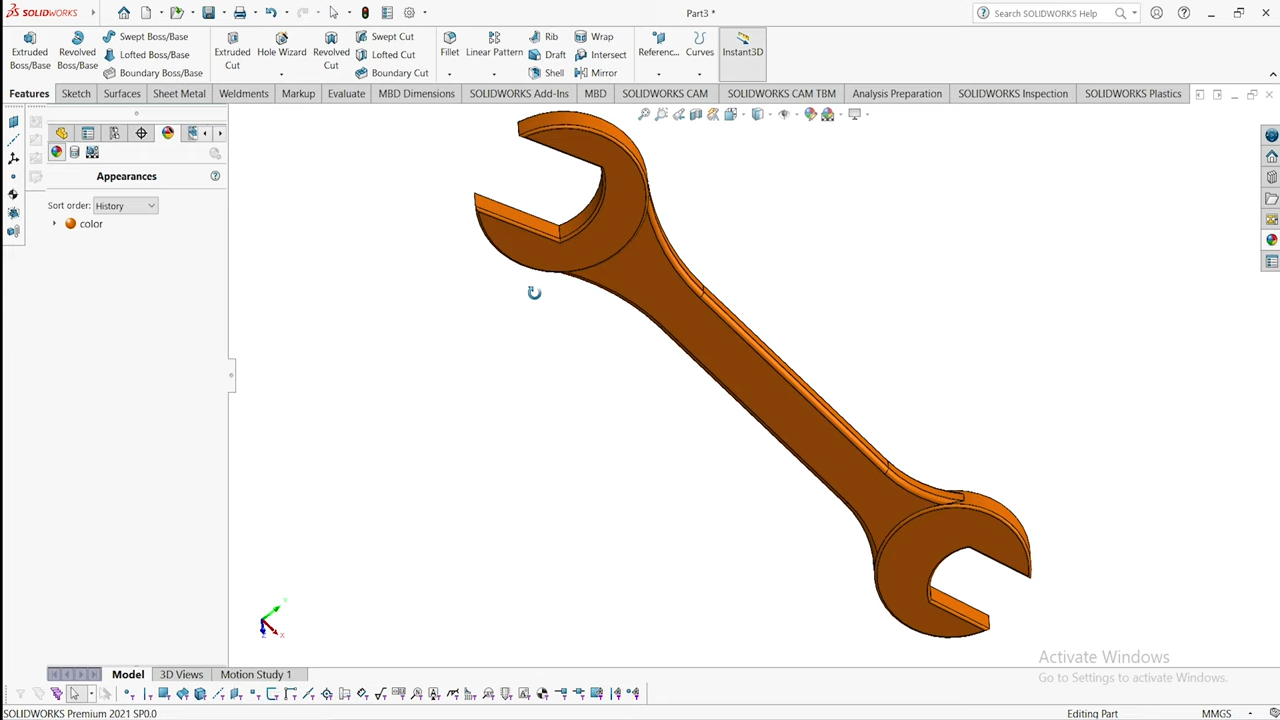 SOLIDWORKS
Part3 *
Search SOLIDWORKS Help
Extruded Boss/Base
Revolved Boss/Base
Swept Boss/Base
Lofted Boss/Base
Boundary Boss/Base
Extruded Cut
Hole Wizard
Revolved Cut
Swept Cut
Lofted Cut
Boundary Cut
Fillet
Linear Pattern
Rib
Draft
Shell
Wrap
Intersect
Mirror
Referenc...
Curves
Instant3D
Features Sketch Surfaces Sheet Metal Weldments Markup Evaluate MBD Dimensions SOLIDWORKS Add-Ins MBD SOLIDWORKS CAM SOLIDWORKS CAM TBM Analysis Preparation SOLIDWORKS Inspection SOLIDWORKS Plastics
Appearances
Sort order: History
color
Y
Z
X
Activate Windows
Go to Settings to activate Windows.
Model 3D Views Motion Study 1
SOLIDWORKS Premium 2021 SP0.0
Editing Part
MMGS